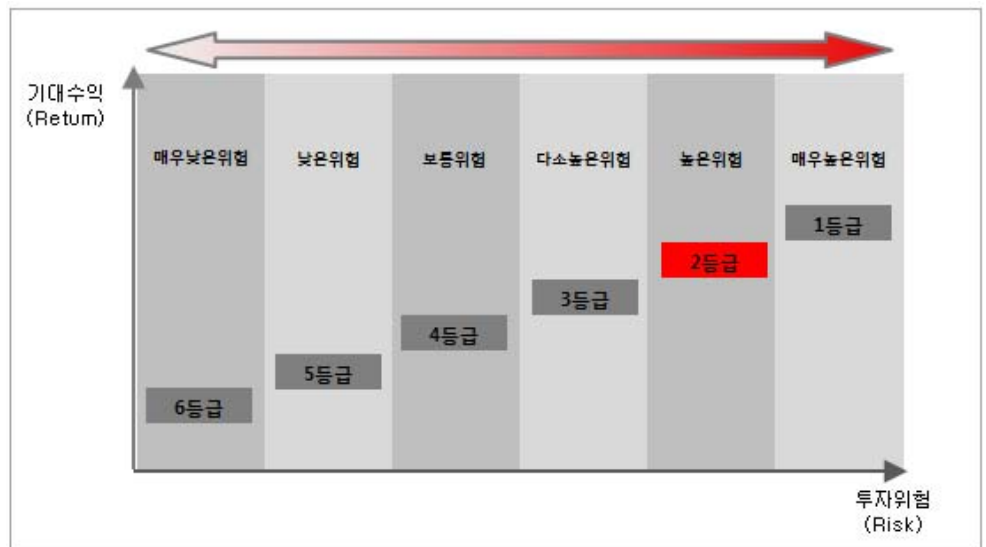 기대수익
(Return)
매우낮은위험 낮은위험 보통위험 다소높은위험 높은위험 매우높은위험
1등급
2등급
3등급
4등급
5등급
6등급
투자위험
(Risk)